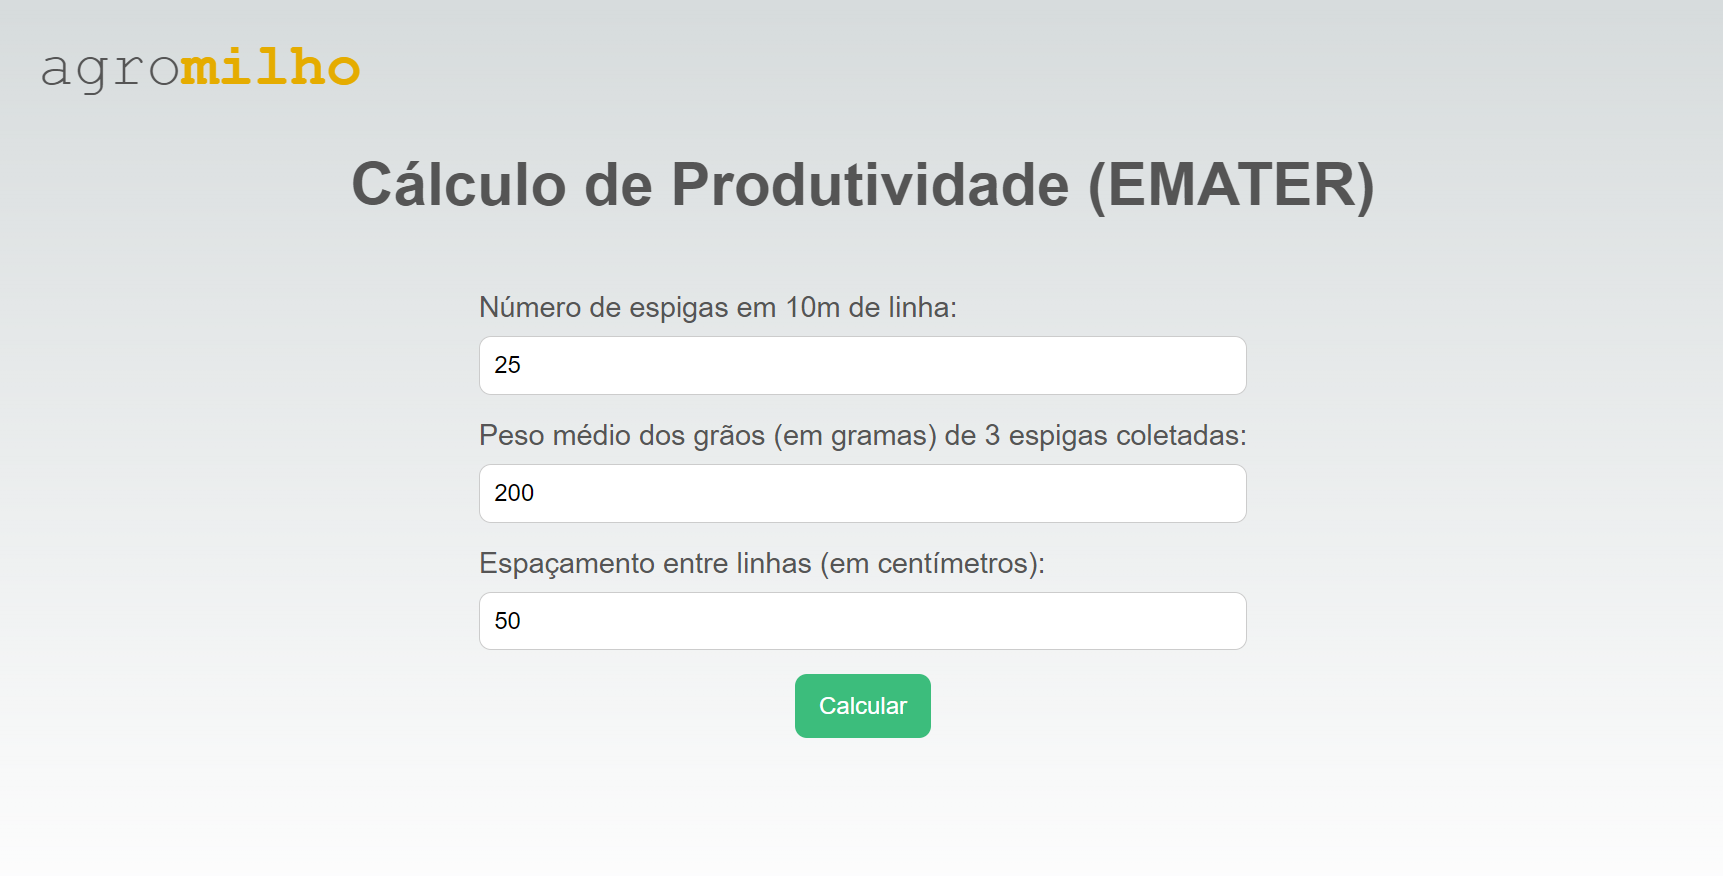 agromilho
Cálculo de Produtividade (EMATER)
Número de espigas em 10m de linha:
25
Peso médio dos grãos (em gramas) de 3 espigas coletadas:
200
Espaçamento entre linhas (em centímetros):
50
Calcular